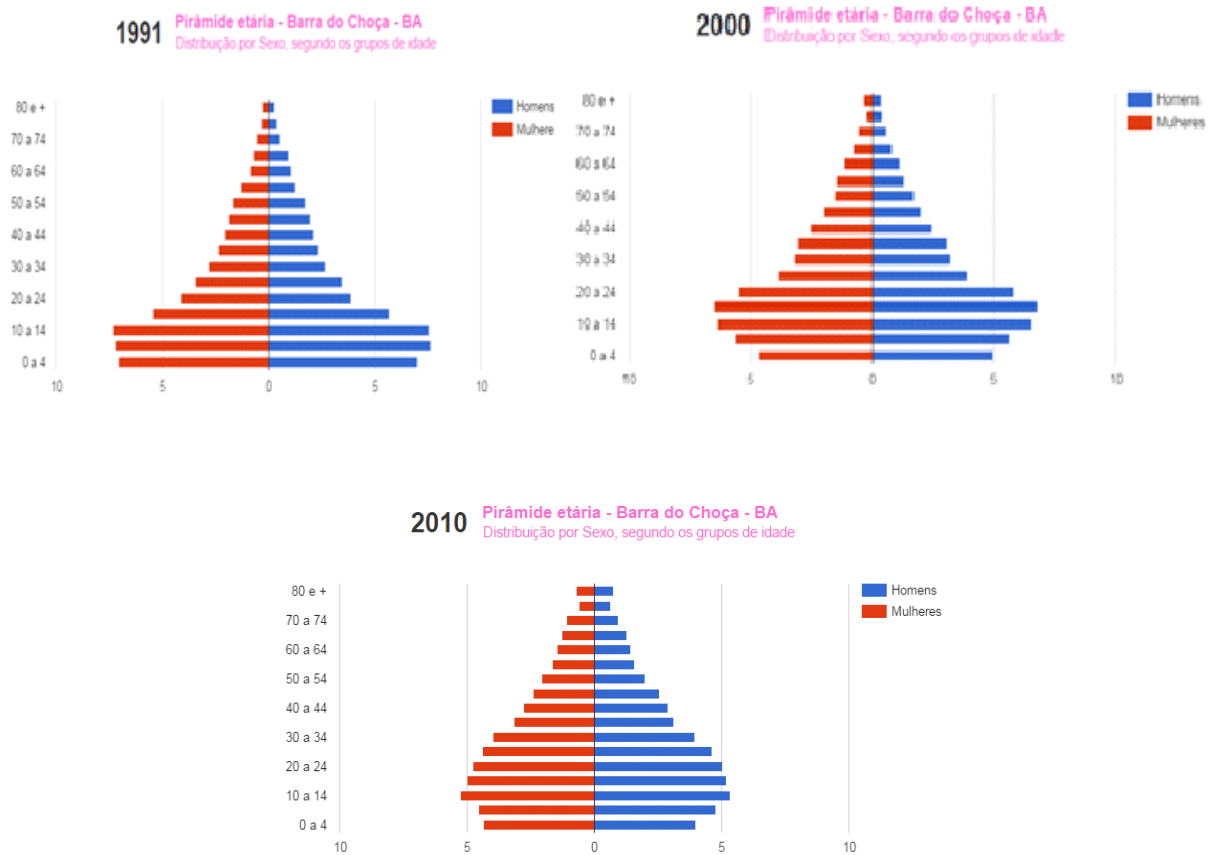 1991
Pirâmide etária - Barra do Choça - BA
Distribuição por Sexo, segundo os grupos de idade
Homens
Mulhere
80 e +
70 a 74
60 a 64
50 a 54
40 a 44
30 a 34
20 a 24
10 a 14
0 a 4
10 5 0 5 10
2000
Pirâmide etária - Barra do Choça - BA
Distribuição por Sexo, segundo os grupos de idade
Homens
Mulheres
80 e +
70 a 74
60 a 64
50 a 54
40 a 44
30 a 34
20 a 24
10 a 14
0 a 4
10 5 0 5 10
2010
Pirâmide etária - Barra do Choça - BA
Distribuição por Sexo, segundo os grupos de idade
Homens
Mulheres
80 e +
70 a 74
60 a 64
50 a 54
40 a 44
30 a 34
20 a 24
10 a 14
0 a 4
10 5 0 5 10